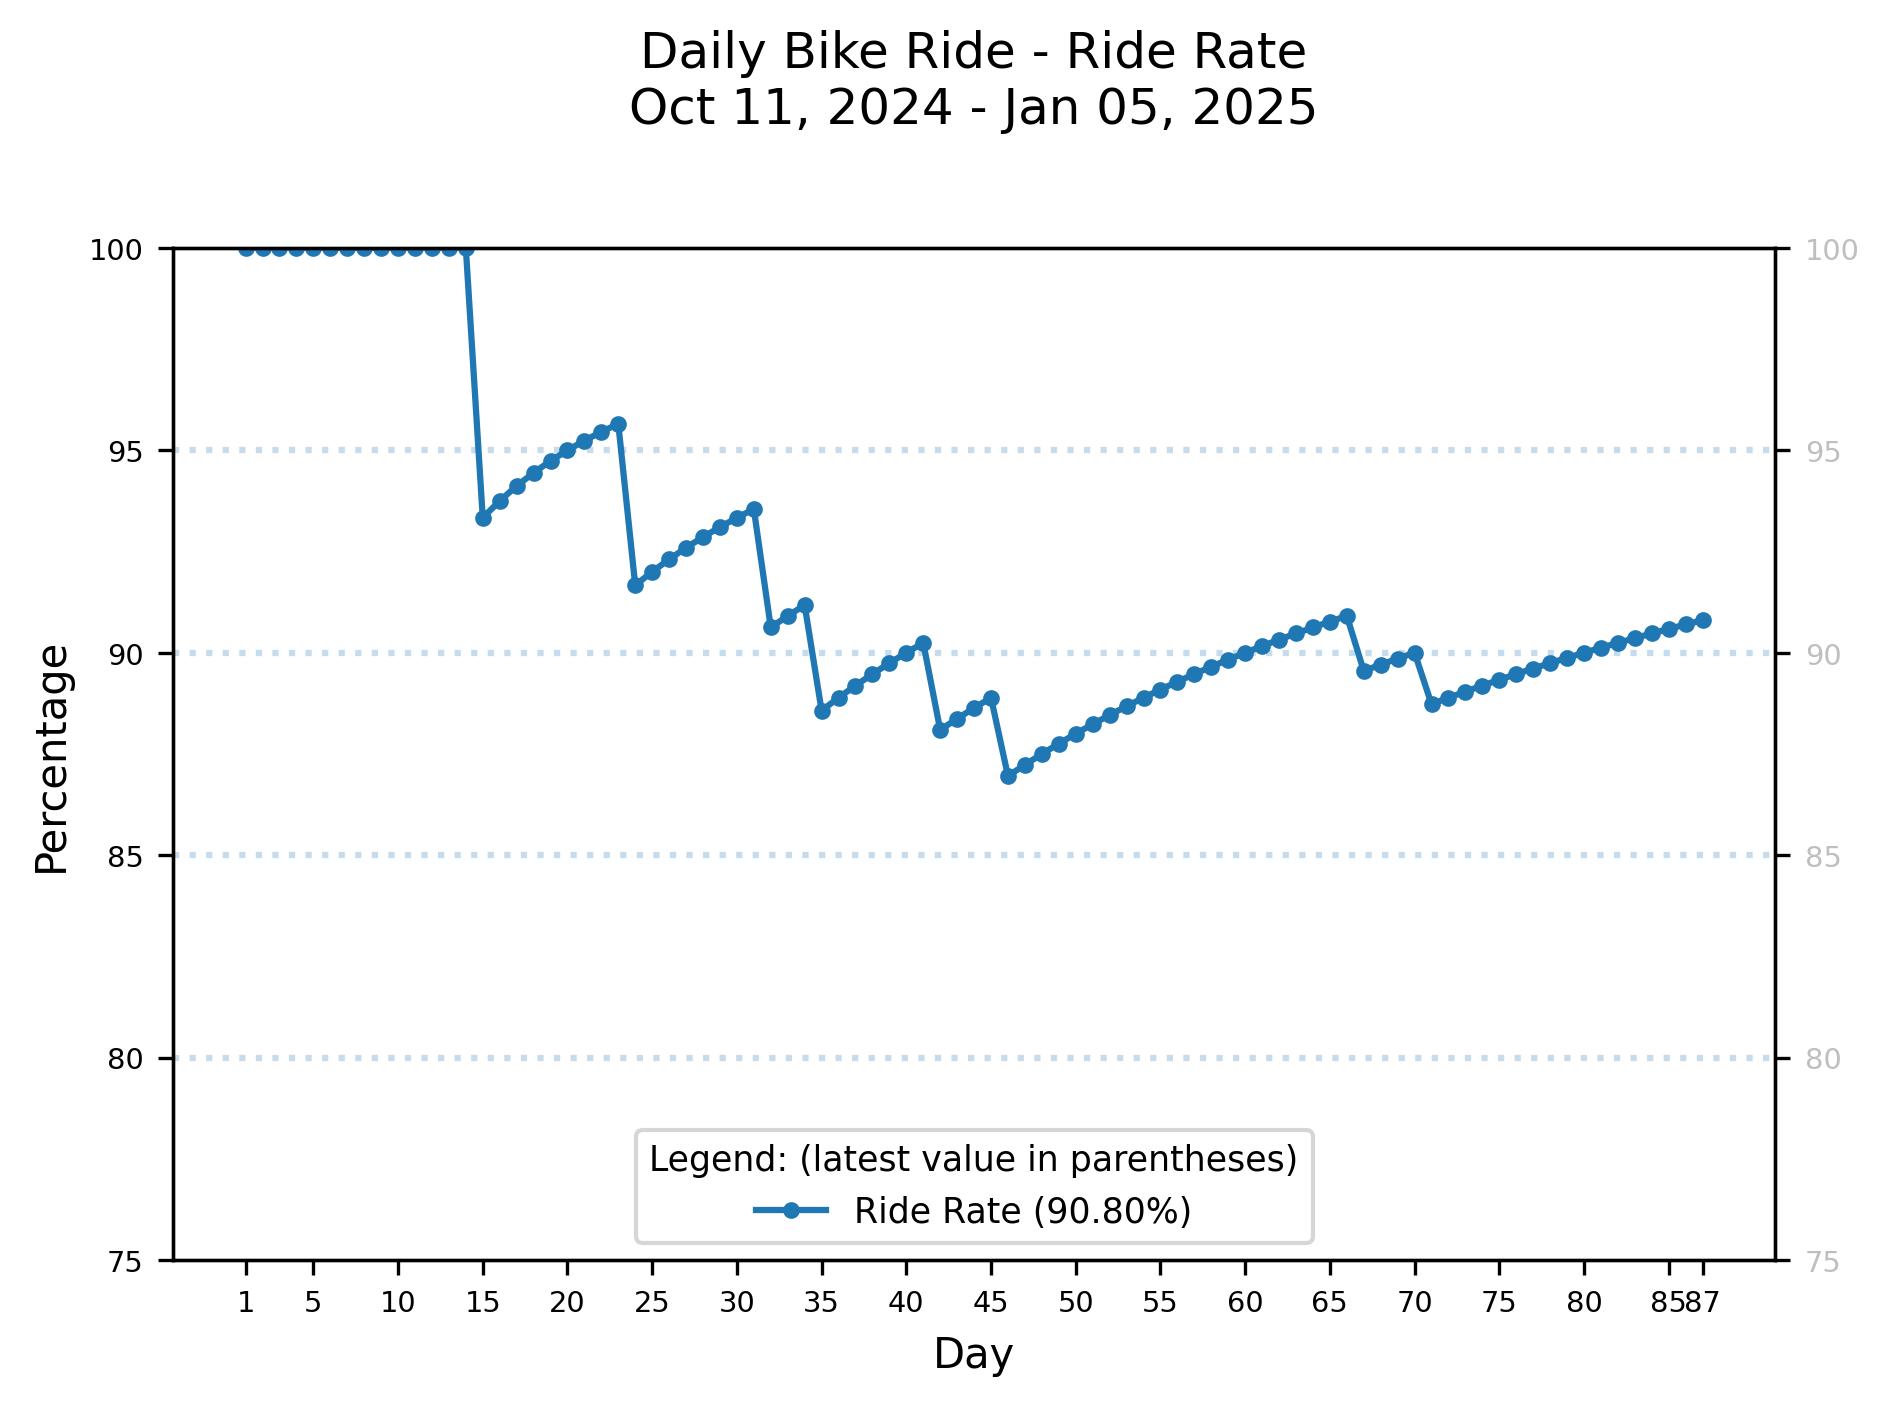 Daily Bike Ride - Ride Rate
Oct 11, 2024 - Jan 05, 2025
100
95
90
85
80
75
Percentage
100
95
90
85
80
75
Legend: (latest value in parentheses)
Ride Rate (90.80%)
1 5 10 15 20 25 30 35 40 45 50 55 60 65 70 75 80 85 87
Day